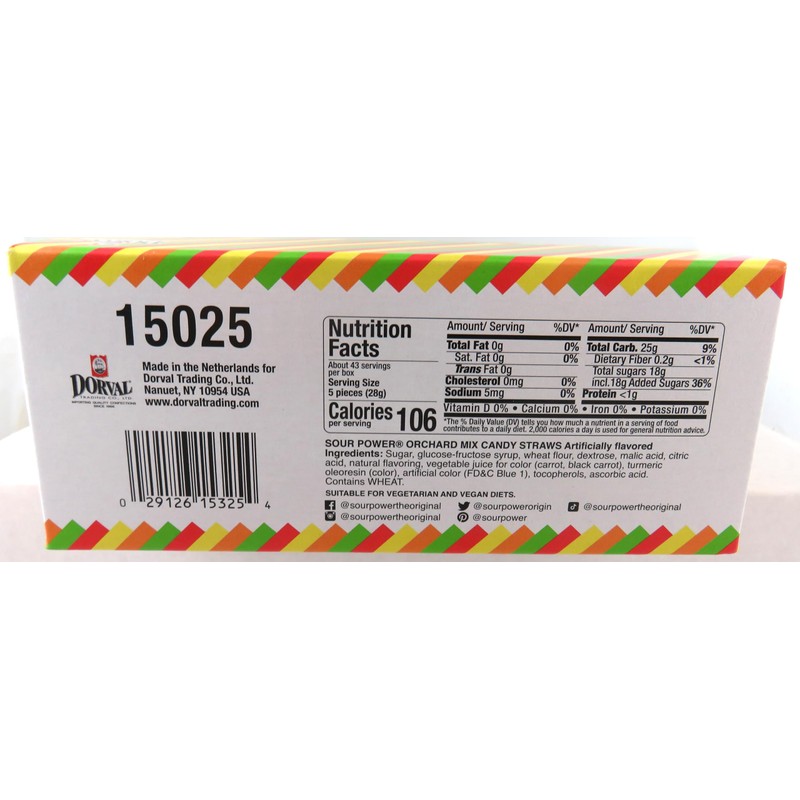 15025
DORVAL
TRADING CO., LTD.
IMPORTING QUALITY CONFECTIONS
SINCE 1965
Made in the Netherlands for
Dorval Trading Co., Ltd.
Nanuet, NY 10954 USA
www.dorvaltrading.com
0 29126 15325 4
Nutrition
Facts
About 43 servings
per box
Serving Size
5 pieces (28g)
Calories 106
per serving
Amount/ Serving %DV*
Total Fat 0g 0%
Sat. Fat 0g 0%
Trans Fat 0g
Cholesterol 0mg 0%
Sodium 5mg 0%
Amount/ Serving %DV*
Total Carb. 25g 9%
Dietary Fiber 0.2g <1%
Total sugars 18g
incl.18g Added Sugars 36%
Protein <1g
Vitamin D 0% • Calcium 0% • Iron 0% • Potassium 0%
*The % Daily Value (DV) tells you how much a nutrient in a serving of food
contributes to a daily diet. 2,000 calories a day is used for general nutrition advice.
SOUR POWER® ORCHARD MIX CANDY STRAWS Artificially flavored
Ingredients: Sugar, glucose-fructose syrup, wheat flour, dextrose, malic acid, citric
acid, natural flavoring, vegetable juice for color (carrot, black carrot), turmeric
oleoresin (color), artificial color (FD&C Blue 1), tocopherols, ascorbic acid.
Contains WHEAT.
SUITABLE FOR VEGETARIAN AND VEGAN DIETS.
@sourpowertheoriginal @sourpowerorigin @sourpowertheoriginal
@sourpowertheoriginal @sourpower